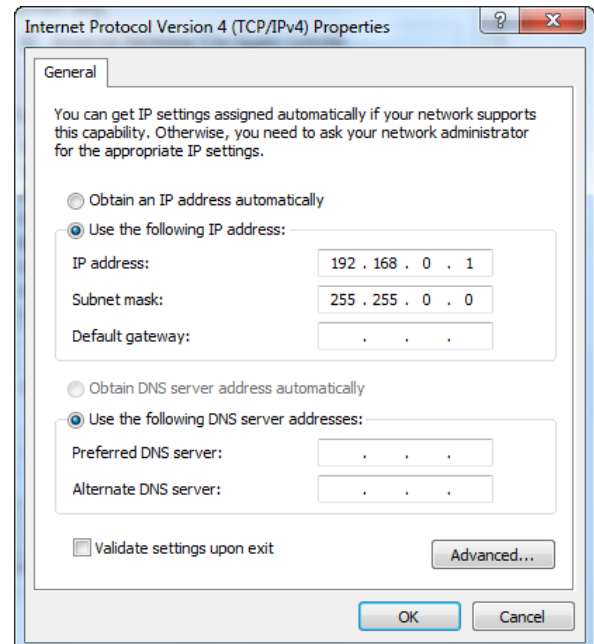 Internet Protocol Version 4 (TCP/IPv4) Properties
?
General
You can get IP settings assigned automatically if your network supports
this capability. Otherwise, you need to ask your network administrator
for the appropriate IP settings.
Obtain an IP address automatically
Use the following IP address:
IP address: 192 . 168 . 0 . 1
Subnet mask: 255 . 255 . 0 . 0
Default gateway: . . .
Obtain DNS server address automatically
Use the following DNS server addresses:
Preferred DNS server: . . .
Alternate DNS server: . . .
Validate settings upon exit
Advanced...
OK Cancel